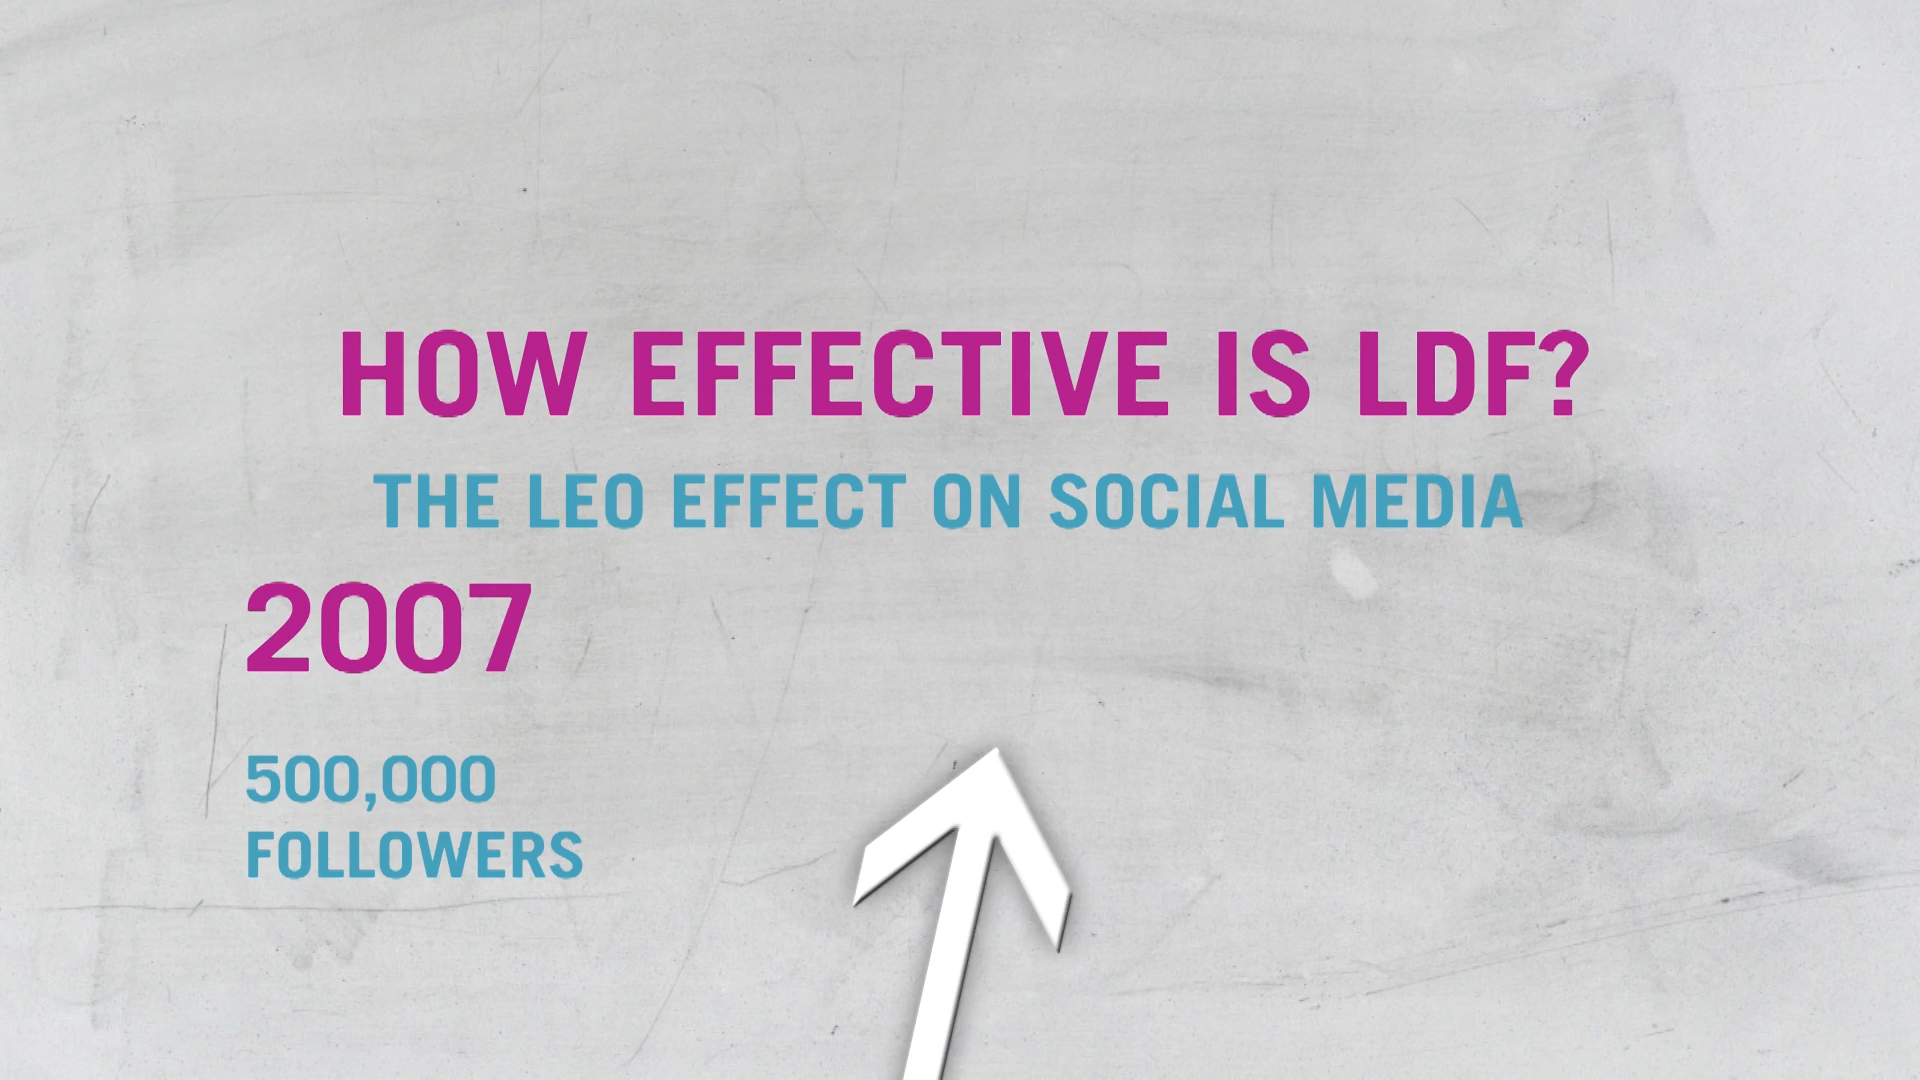 HOW EFFECTIVE IS LDF?
THE LEO EFFECT ON SOCIAL MEDIA
2007
500,000
FOLLOWERS